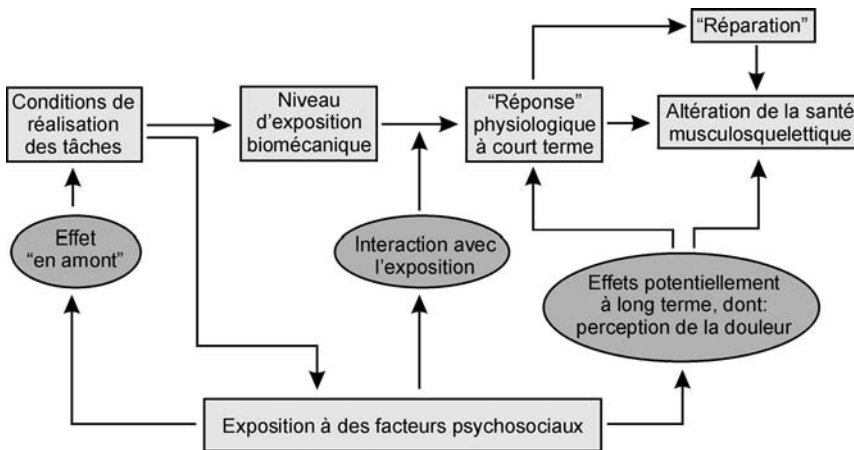 “Réparation”
Conditions de
réalisation
des tâches
Niveau
d’exposition
biomécanique
“Réponse”
physiologique
à court terme
Altération de la santé
musculosquelettique
Effet
“en amont”
Interaction avec
l’exposition
Effets potentiellement
à long terme, dont:
perception de la douleur
Exposition à des facteurs psychosociaux